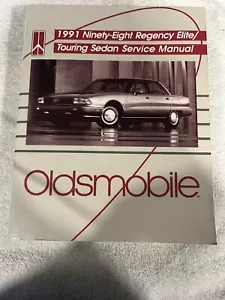 1991 Ninety-Eight Regency Elite/
Touring Sedan Service Manual
Oldsmobile